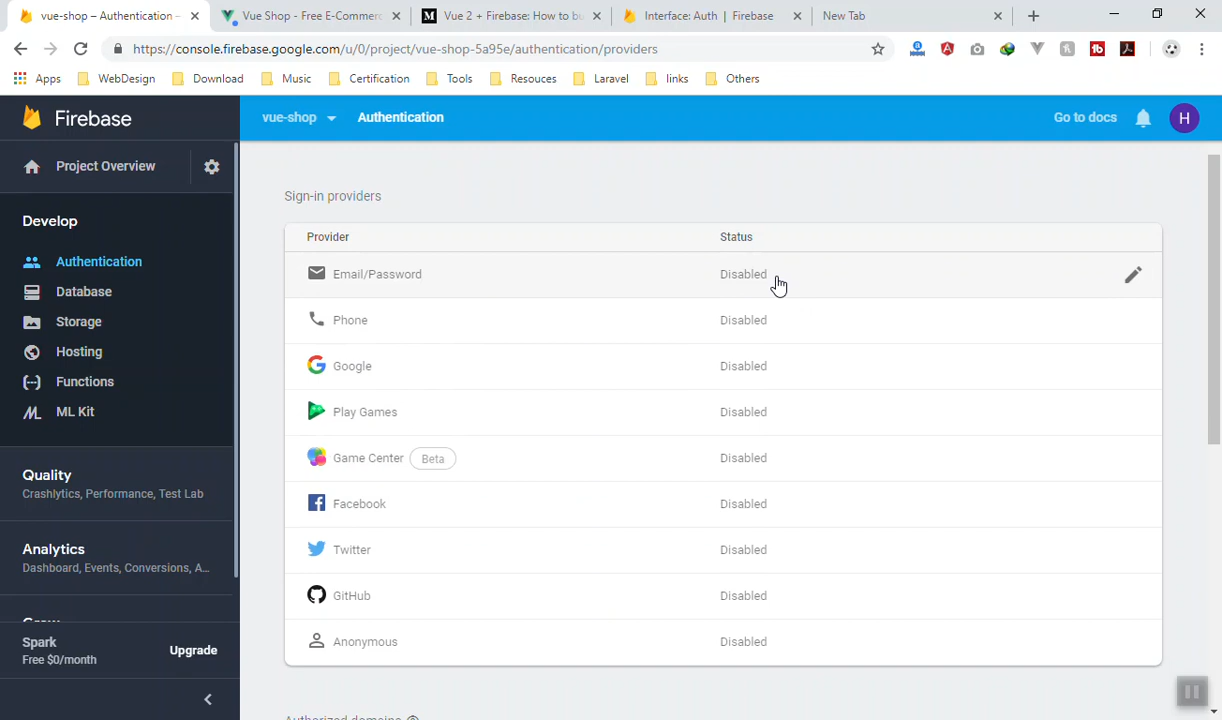 vue-shop – Authentication –
Vue Shop - Free E-Commerc
Vue 2 + Firebase: How to bu
Interface: Auth | Firebase
New Tab
https://console.firebase.google.com/u/0/project/vue-shop-5a95e/authentication/providers
Apps
WebDesign
Download
Music
Certification
Tools
Resouces
Laravel
links
Others
Firebase
vue-shop
Authentication
Go to docs
H
Project Overview
Sign-in providers
Develop
Provider
Status
Authentication
Email/Password
Disabled
Database
Phone
Disabled
Storage
Hosting
Google
Disabled
Functions
Play Games
Disabled
ML Kit
Game Center
Beta
Disabled
Quality
Crashlytics, Performance, Test Lab
Facebook
Disabled
Analytics
Dashboard, Events, Conversions, A...
Twitter
Disabled
GitHub
Disabled
Spark
Free $0/month
Upgrade
Anonymous
Disabled
Authorized domains